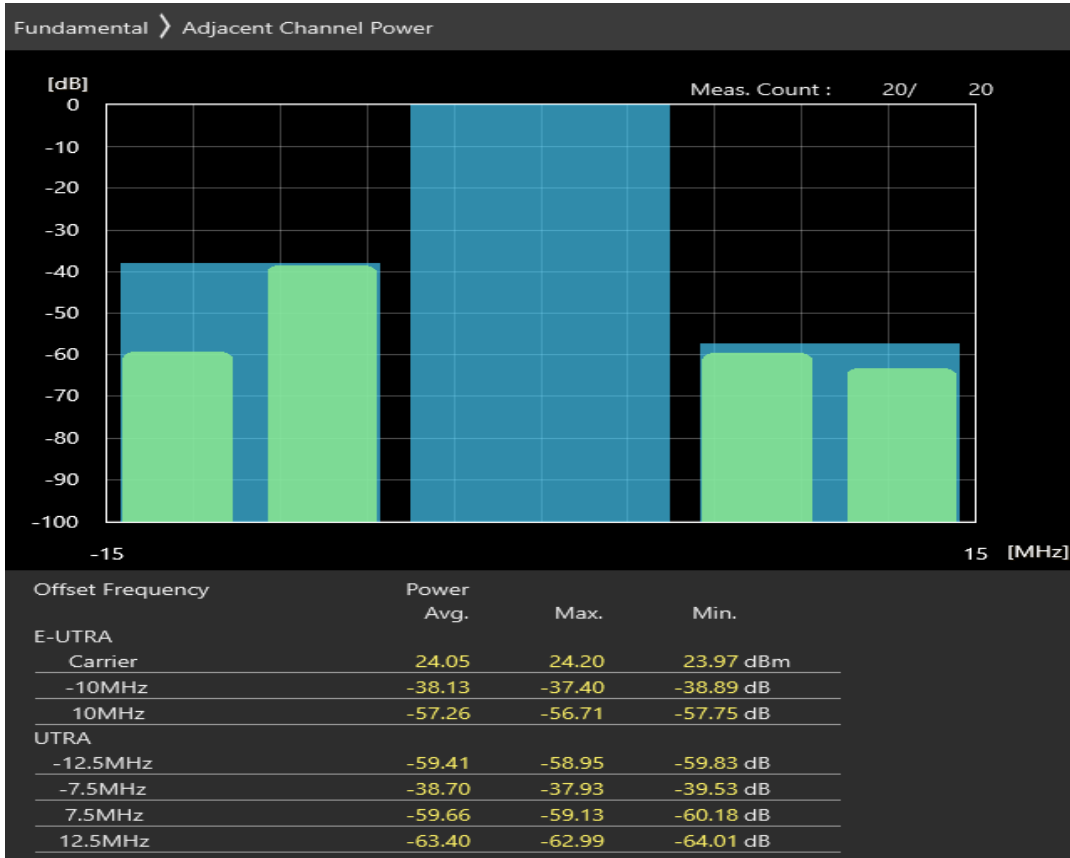 Fundamental ❭ Adjacent Channel Power
[dB]
Meas. Count : 20/ 20
0
-10
-20
-30
-40
-50
-60
-70
-80
-90
-100
-15 15 [MHz]
Offset Frequency Power
Avg. Max. Min.
E-UTRA
Carrier 24.05 24.20 23.97 dBm
-10MHz -38.13 -37.40 -38.89 dB
10MHz -57.26 -56.71 -57.75 dB
UTRA
-12.5MHz -59.41 -58.95 -59.83 dB
-7.5MHz -38.70 -37.93 -39.53 dB
7.5MHz -59.66 -59.13 -60.18 dB
12.5MHz -63.40 -62.99 -64.01 dB